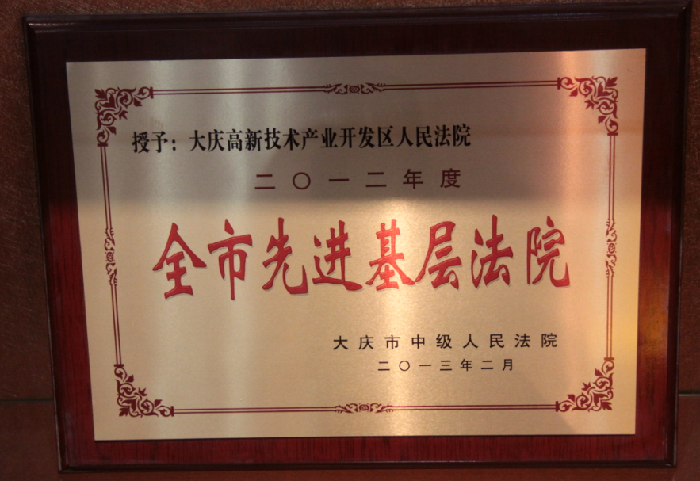 授予：大庆高新技术产业开发区人民法院
二〇一二年度
全市先进基层法院
大庆市中级人民法院
二〇一三年二月